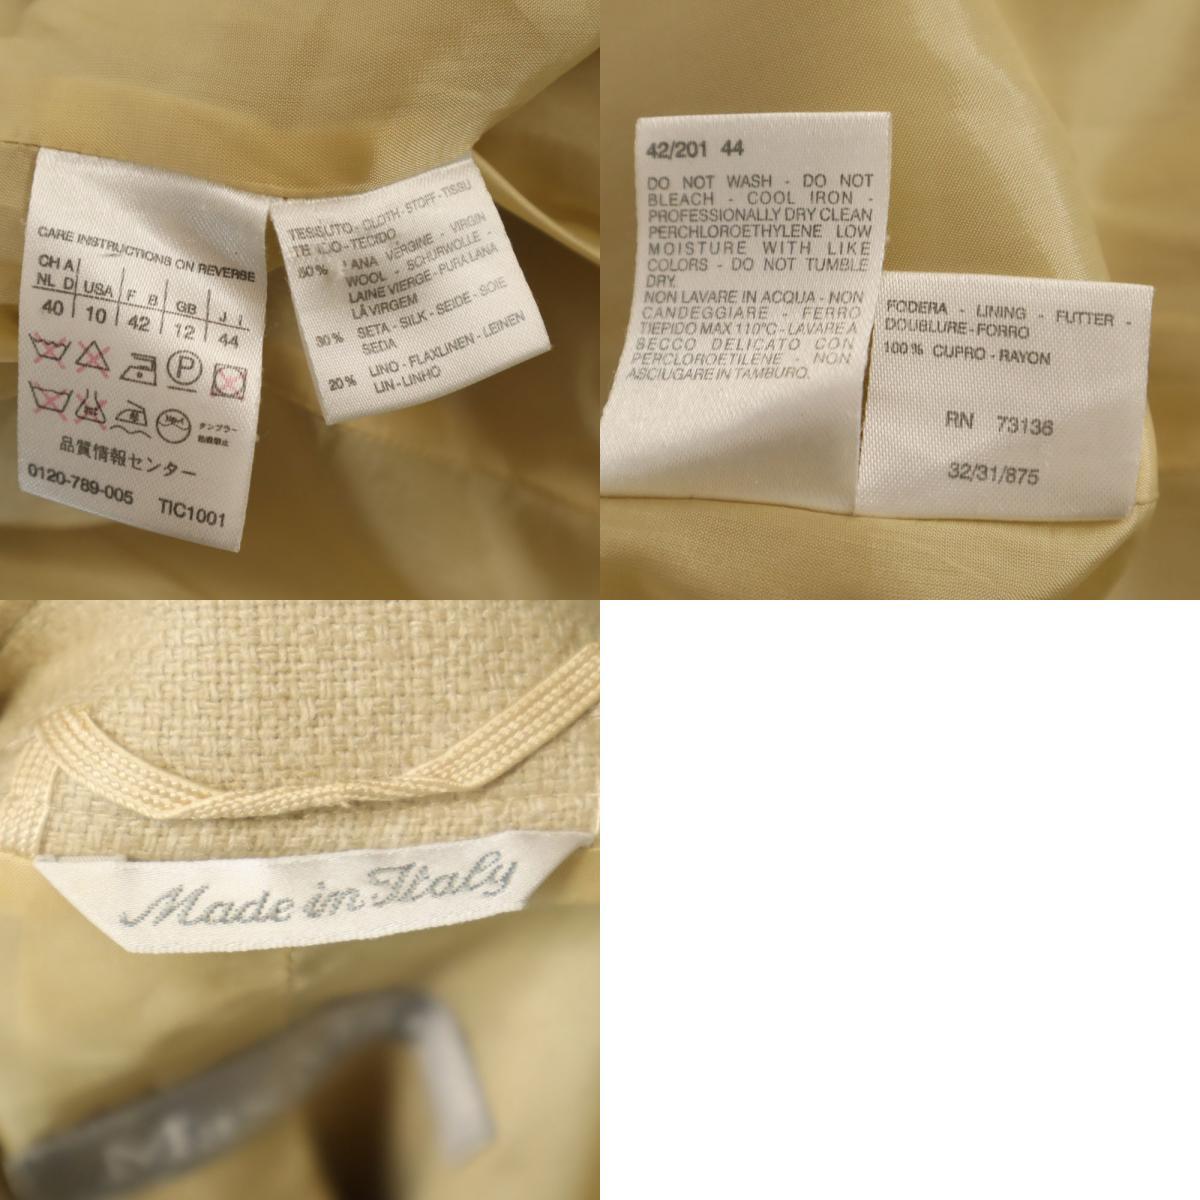 CARE INSTRUCTIONS ON REVERSE
CH A
NL D USA F B GB J I
40 10 42 12 44
品質情報センター
0120-789-005 TIC1001
TESSUTO - CLOTH - STOFF - TISSU
TEJIDO - TECIDO
50% LANA VERGINE - VIRGIN
WOOL - SCHURWOLLE -
LAINE VIERGE - PURA LANA
LÃ VIRGEM
30% SETA - SILK - SEIDE - SOIE
SEDA
20% LINO - FLAXLINEN - LEINEN
LIN - LINHO
42/201 44
DO NOT WASH - DO NOT
BLEACH - COOL IRON -
PROFESSIONALLY DRY CLEAN
PERCHLOROETHYLENE LOW
MOISTURE WITH LIKE
COLORS - DO NOT TUMBLE
DRY.
NON LAVARE IN ACQUA - NON
CANDEGGIARE - FERRO
TIEPIDO MAX 110°C - LAVARE A
SECCO DELICATO CON
PERCLOROETILENE - NON
ASCIUGARE IN TAMBURO.
FODERA - LINING - FUTTER -
DOUBLURE - FORRO
100% CUPRO - RAYON
RN 73136
32/31/875
Made in Italy